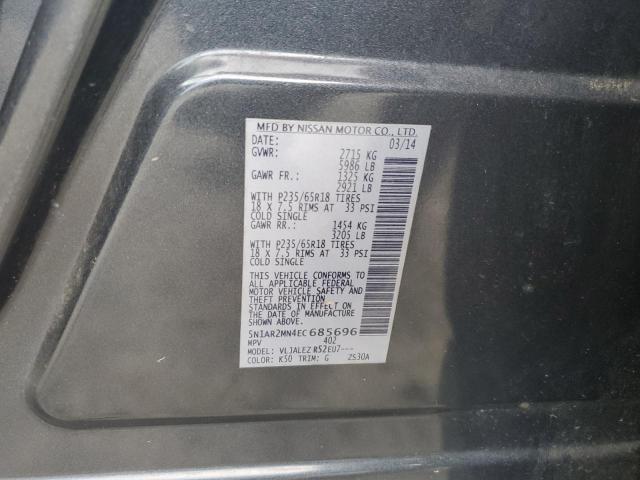 MFD BY NISSAN MOTOR CO., LTD.
DATE: 03/14
GVWR: 2715 KG
5986 LB
GAWR FR.: 1325 KG
2921 LB
WITH P235/65R18 TIRES
18 X 7.5 RIMS AT 33 PSI
COLD SINGLE
GAWR RR.: 1454 KG
3205 LB
WITH P235/65R18 TIRES
18 X 7.5 RIMS AT 33 PSI
COLD SINGLE
THIS VEHICLE CONFORMS TO
ALL APPLICABLE FEDERAL
MOTOR VEHICLE SAFETY AND
THEFT PREVENTION
STANDARDS IN EFFECT ON
THE DATE OF MANUFACTURE
SHOWN ABOVE.
5N1AR2MN4EC685696
MPV 402
MODEL: VLJALEZ R52EU7---
COLOR: K50 TRIM: G ZS30A